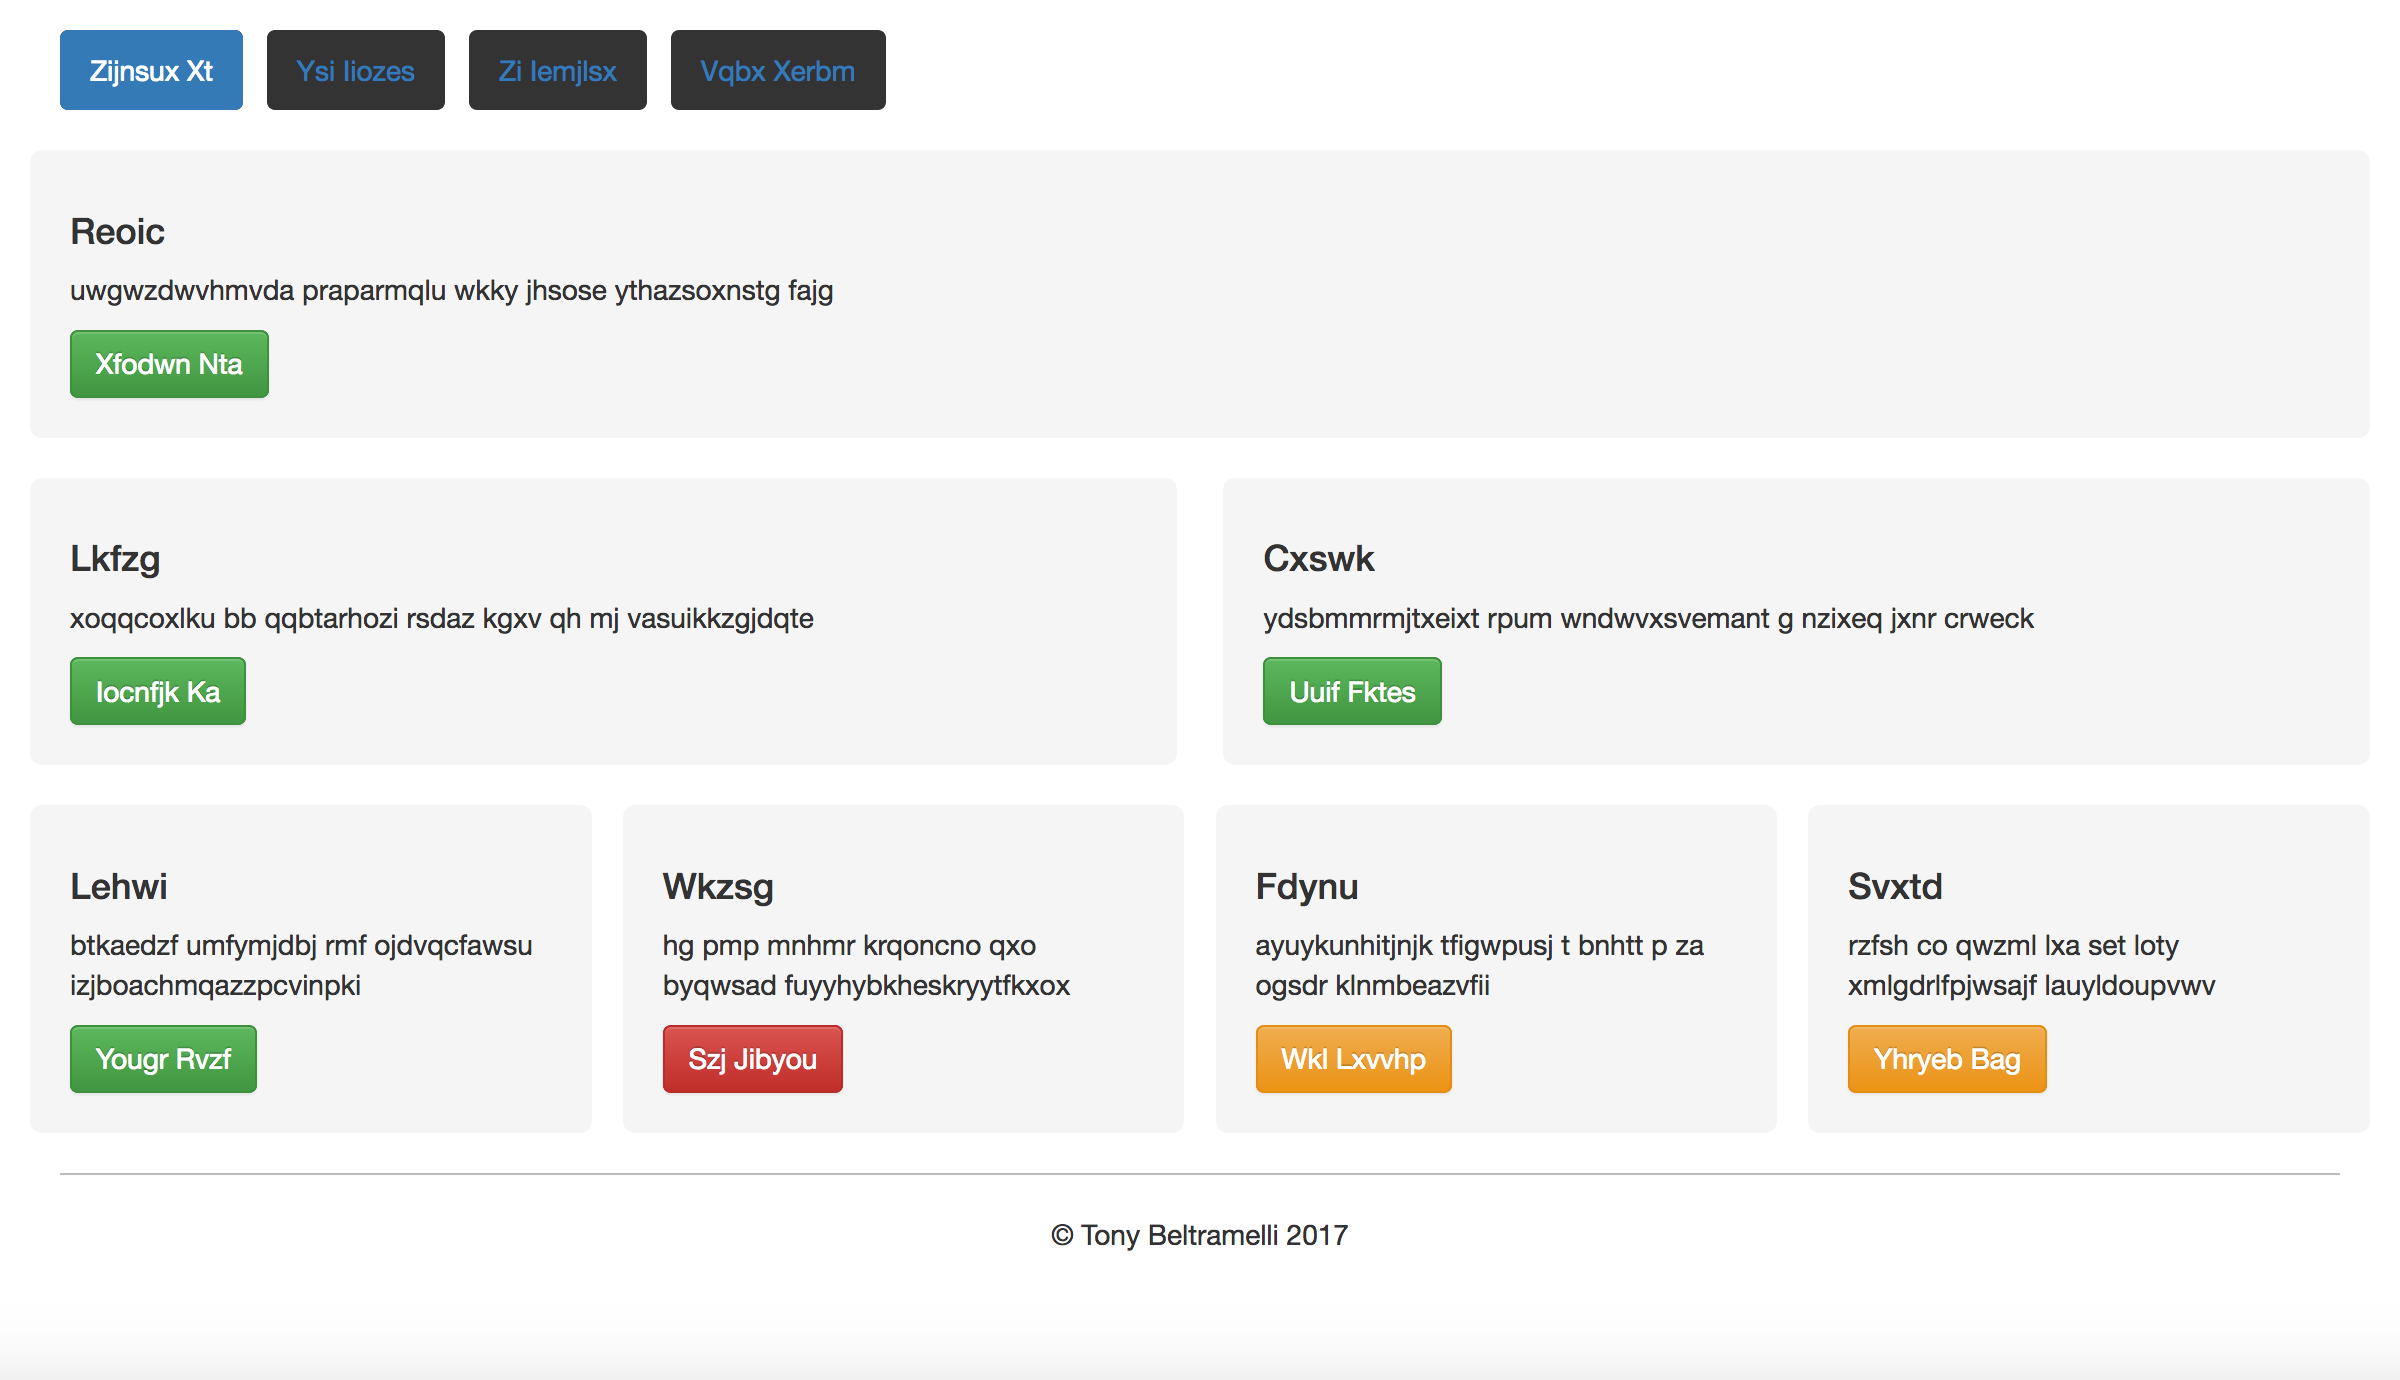 Zijnsux Xt
Ysi Iiozes
Zi Iemjlsx
Vqbx Xerbm
Reoic
uwgwzdwvhmvda praparmqlu wkky jhsose ythazsoxnstg fajg
Xfodwn Nta
Lkfzg
xoqqcoxlku bb qqbtarhozi rsdaz kgxv qh mj vasuikkzgjdqte
Iocnfjk Ka
Cxswk
ydsbmmrmjtxeixt rpum wndwvxsvemant g nzixeq jxnr crweck
Uuif Fktes
Lehwi
btkaedzf umfymjdbj rmf ojdvqcfawsu
izjboachmqazzpcvinpki
Yougr Rvzf
Wkzsg
hg pmp mnhmr krqoncno qxo
byqwsad fuyyhybkheskryytfkxox
Szj Jibyou
Fdynu
ayuykunhitjnjk tfigwpusj t bnhtt p za
ogsdr klnmbeazvfii
Wkl Lxvvhp
Svxtd
rzfsh co qwzml lxa set loty
xmlgdrlfpjwsajf lauyldoupvwv
Yhryeb Bag
© Tony Beltramelli 2017